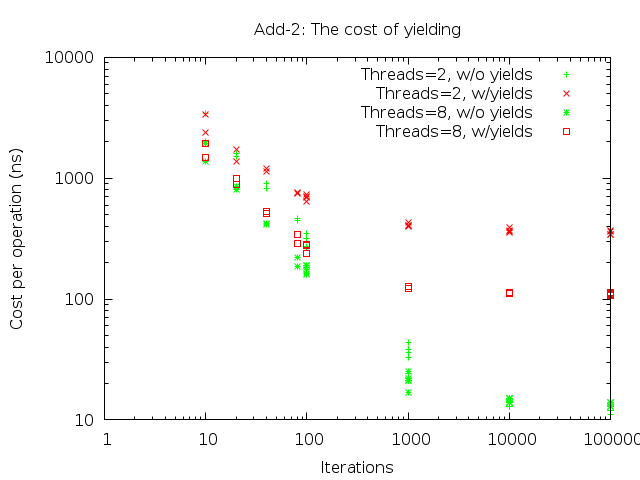 Add-2: The cost of yielding
Cost per operation (ns)
10000
1000
100
10
Threads=2, w/o yields
Threads=2, w/yields
Threads=8, w/o yields
Threads=8, w/yields
1 10 100 1000 10000 100000
Iterations